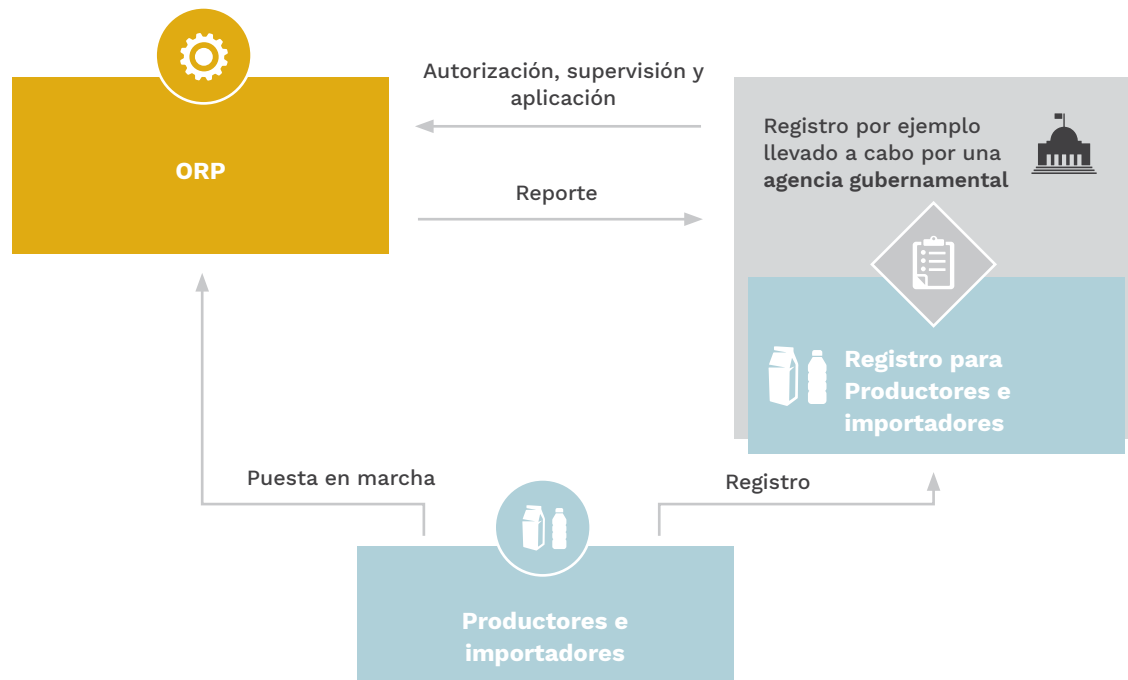 Autorización, supervisión y
aplicación
ORP
Reporte
Registro por ejemplo
llevado a cabo por una
agencia gubernamental
Registro para
Productores e
importadores
Puesta en marcha
Registro
Productores e
importadores